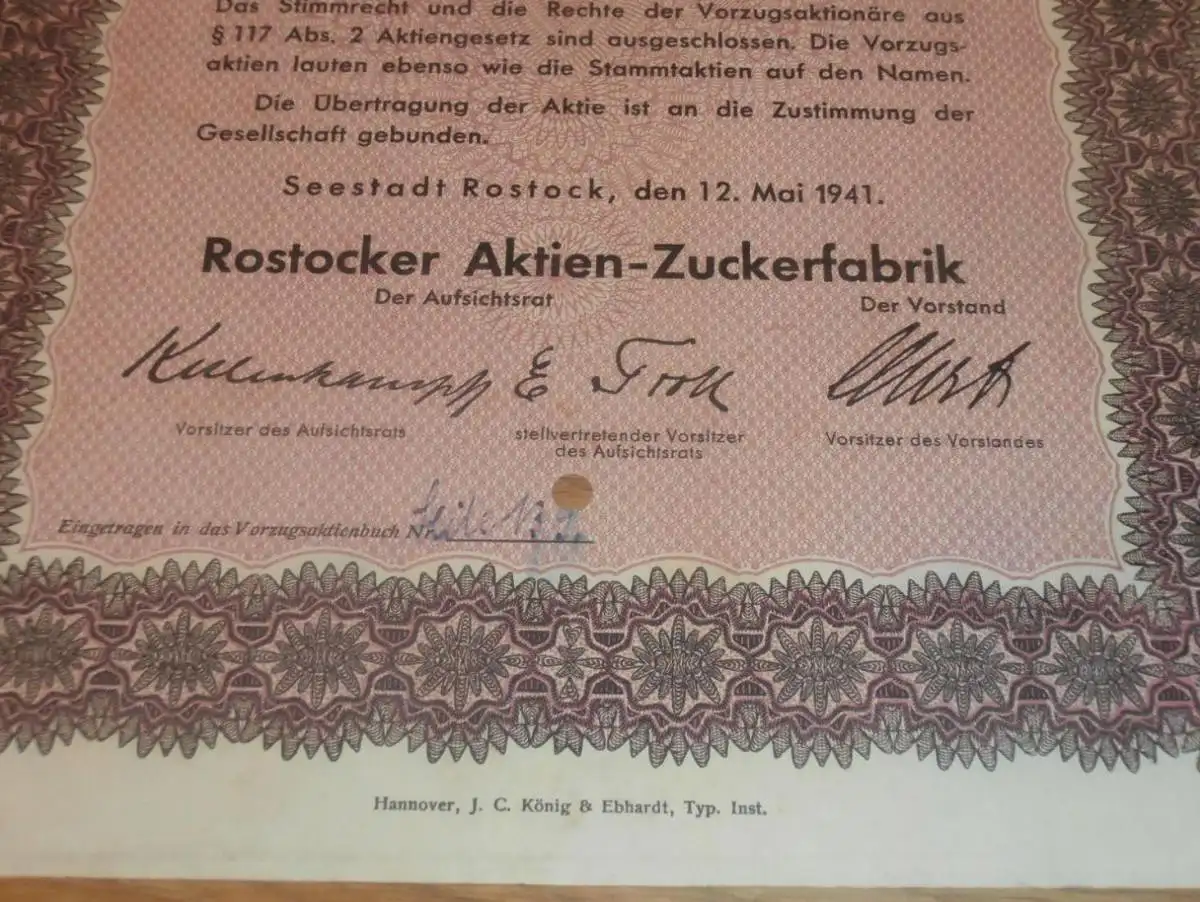 Das Stimmrecht und die Rechte der Vorzugsaktionäre aus
§ 117 Abs. 2 Aktiengesetz sind ausgeschlossen. Die Vorzugs-
aktien lauten ebenso wie die Stammtaktien auf den Namen.
Die Übertragung der Aktie ist an die Zustimmung der
Gesellschaft gebunden.
Seestadt Rostock, den 12. Mai 1941.
Rostocker Aktien-Zuckerfabrik
Der Aufsichtsrat Der Vorstand
Kulenkampff E Troll
Vorsitzer des Aufsichtsrats stellvertretender Vorsitzer Vorsitzer des Vorstandes
des Aufsichtsrats
Eingetragen in das Vorzugsaktienbuch Nr.
Hannover, J. C. König & Ebhardt, Typ. Inst.